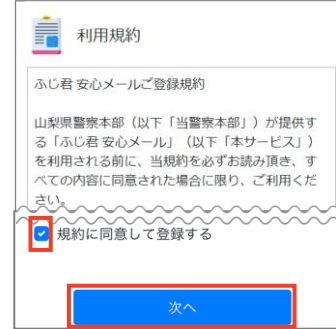 利用規約
ふじ君 安心メールご登録規約
山梨県警察本部（以下「当警察本部」）が提供す
る「ふじ君 安心メール」（以下「本サービス」）
を利用される前に、当規約を必ずお読み頂き、す
べての内容に同意された場合に限り、ご利用くだ
さい。
規約に同意して登録する
次へ